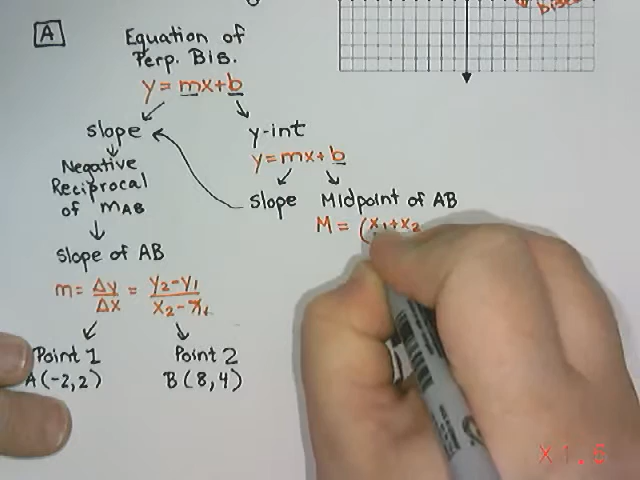 A
Equation of
Perp. Bis.
y = mx+b
slope
y-int
y=mx+b
Negative
Reciprocal
of mAB
slope
Midpoint of AB
M = (x1+x2
slope of AB
m = Δy/Δx = y2-y1/x2-x1
Point 1
A(-2,2)
Point 2
B(8,4)
X1.6